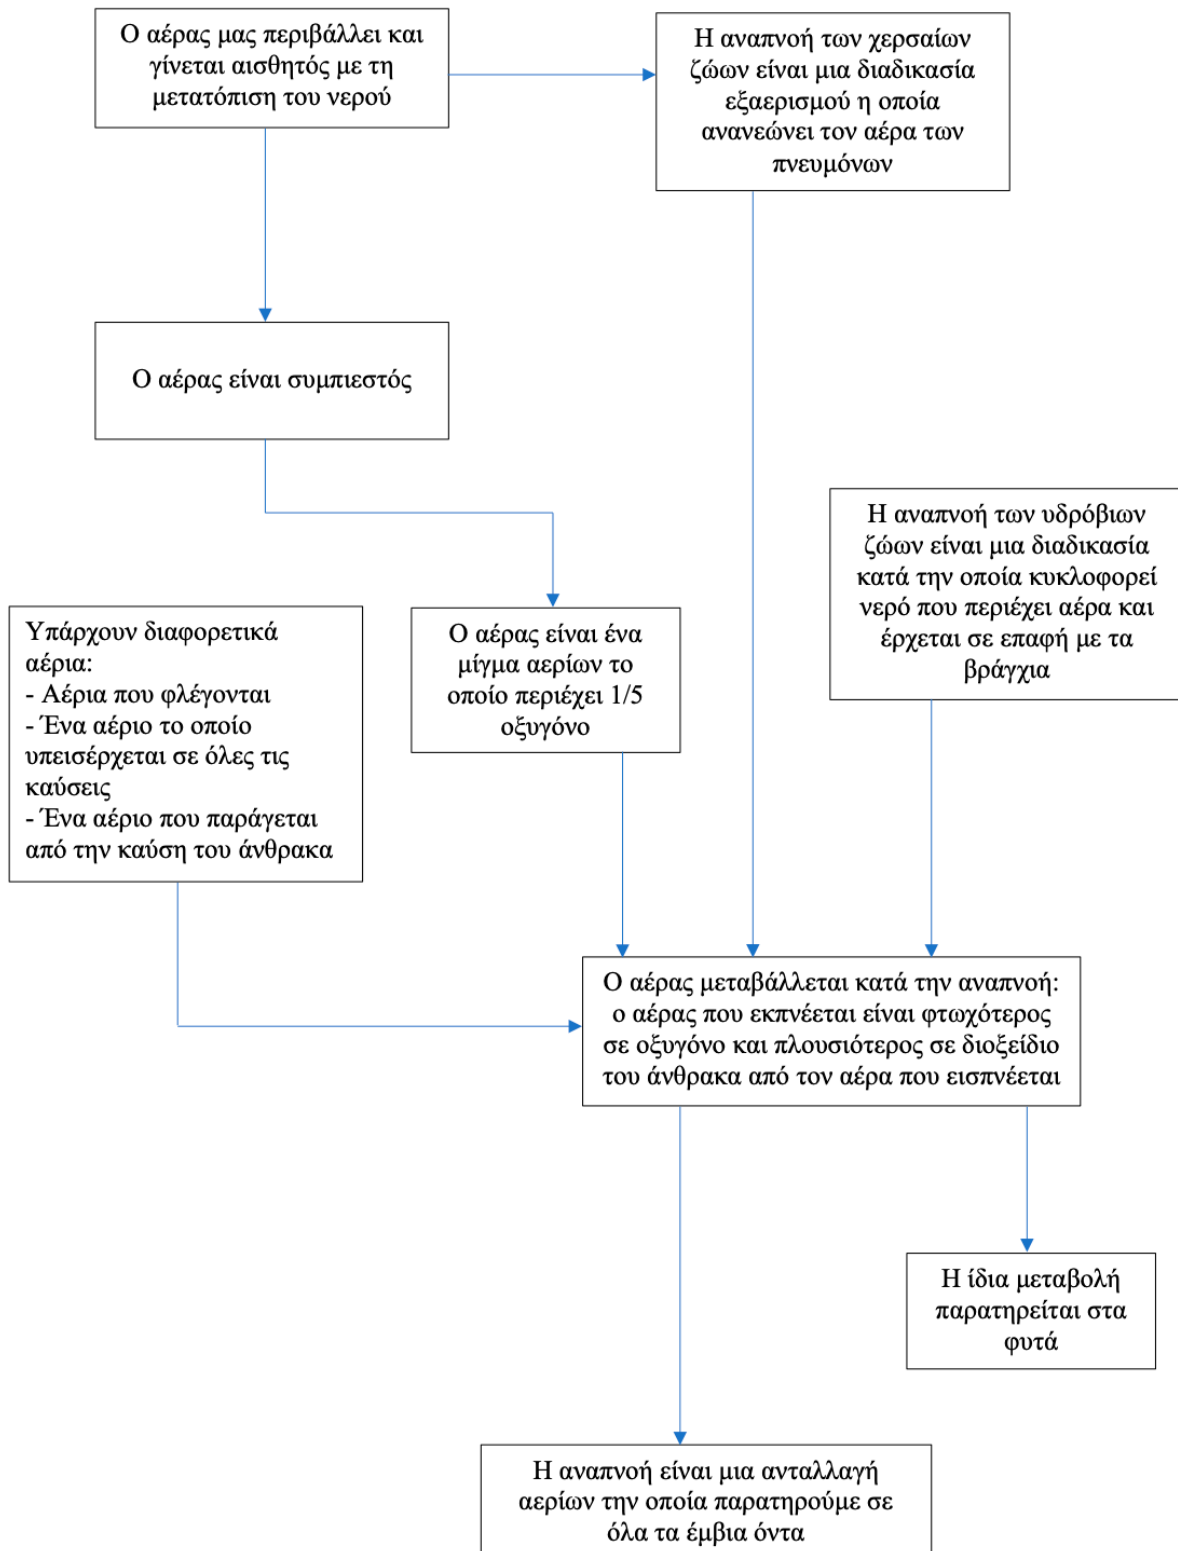 Ο αέρας μας περιβάλλει και
γίνεται αισθητός με τη
μετατόπιση του νερού
Η αναπνοή των χερσαίων
ζώων είναι μια διαδικασία
εξαερισμού η οποία
ανανεώνει τον αέρα των
πνευμόνων
Ο αέρας είναι συμπιεστός
Η αναπνοή των υδρόβιων
ζώων είναι μια διαδικασία
κατά την οποία κυκλοφορεί
νερό που περιέχει αέρα και
έρχεται σε επαφή με τα
βράγχια
Υπάρχουν διαφορετικά
αέρια:
- Αέρια που φλέγονται
- Ένα αέριο το οποίο
υπεισέρχεται σε όλες τις
καύσεις
- Ένα αέριο που παράγεται
από την καύση του άνθρακα
Ο αέρας είναι ένα
μίγμα αερίων το
οποίο περιέχει 1/5
οξυγόνο
Ο αέρας μεταβάλλεται κατά την αναπνοή:
ο αέρας που εκπνέεται είναι φτωχότερος
σε οξυγόνο και πλουσιότερος σε διοξείδιο
του άνθρακα από τον αέρα που εισπνέεται
Η ίδια μεταβολή
παρατηρείται στα
φυτά
Η αναπνοή είναι μια ανταλλαγή
αερίων την οποία παρατηρούμε σε
όλα τα έμβια όντα